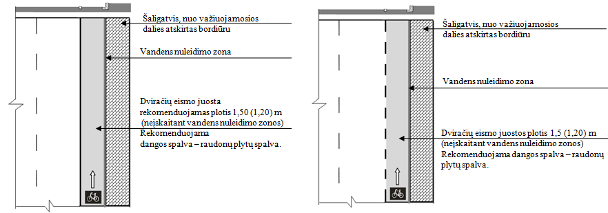 Šaligatvis, nuo važiuojamosios
dalies atskirtas bordiūru
Vandens nuleidimo zona
Dviračių eismo juosta
rekomenduojamas plotis 1,50 (1,20) m
(neįskaitant vandens nuleidimo zonos)
Rekomenduojama
dangos spalva – raudonų plytų spalva.
Šaligatvis, nuo važiuojamosios
dalies atskirtas bordiūru
Vandens nuleidimo zona
Dviračių eismo juostos plotis 1,5 (1,20) m
(neįskaitant vandens nuleidimo zonos)
Rekomenduojama dangos spalva – raudonų
plytų spalva.